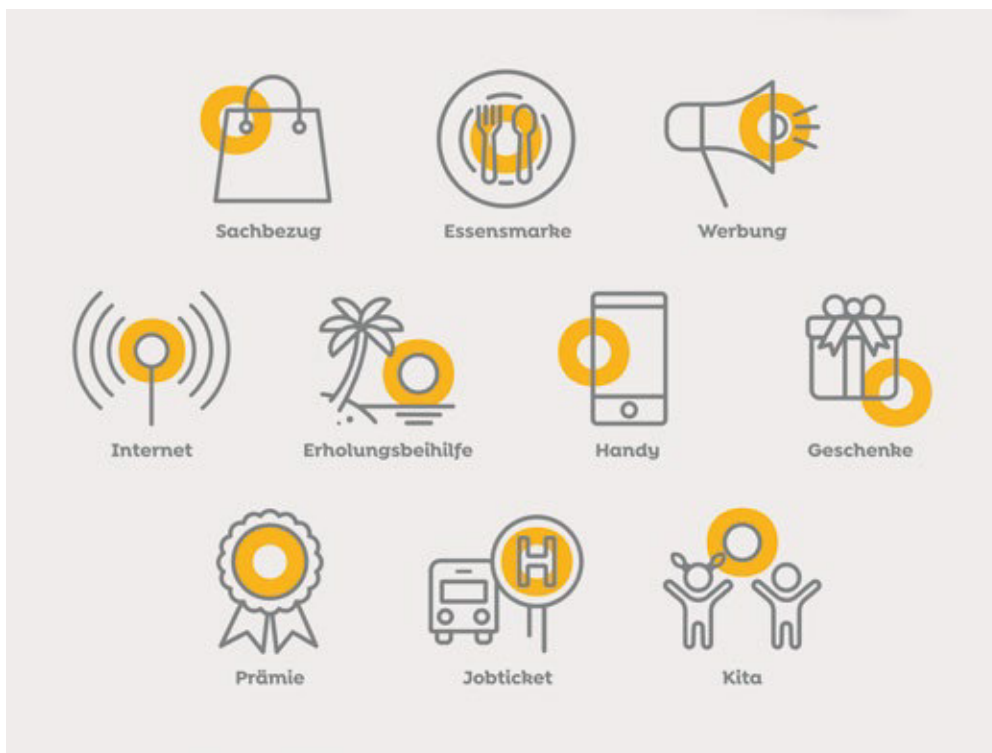 Sachbezug
Essensmarke
Werbung
Internet
Erholungsbeihilfe
Handy
Geschenke
H
Prämie
Jobticket
Kita